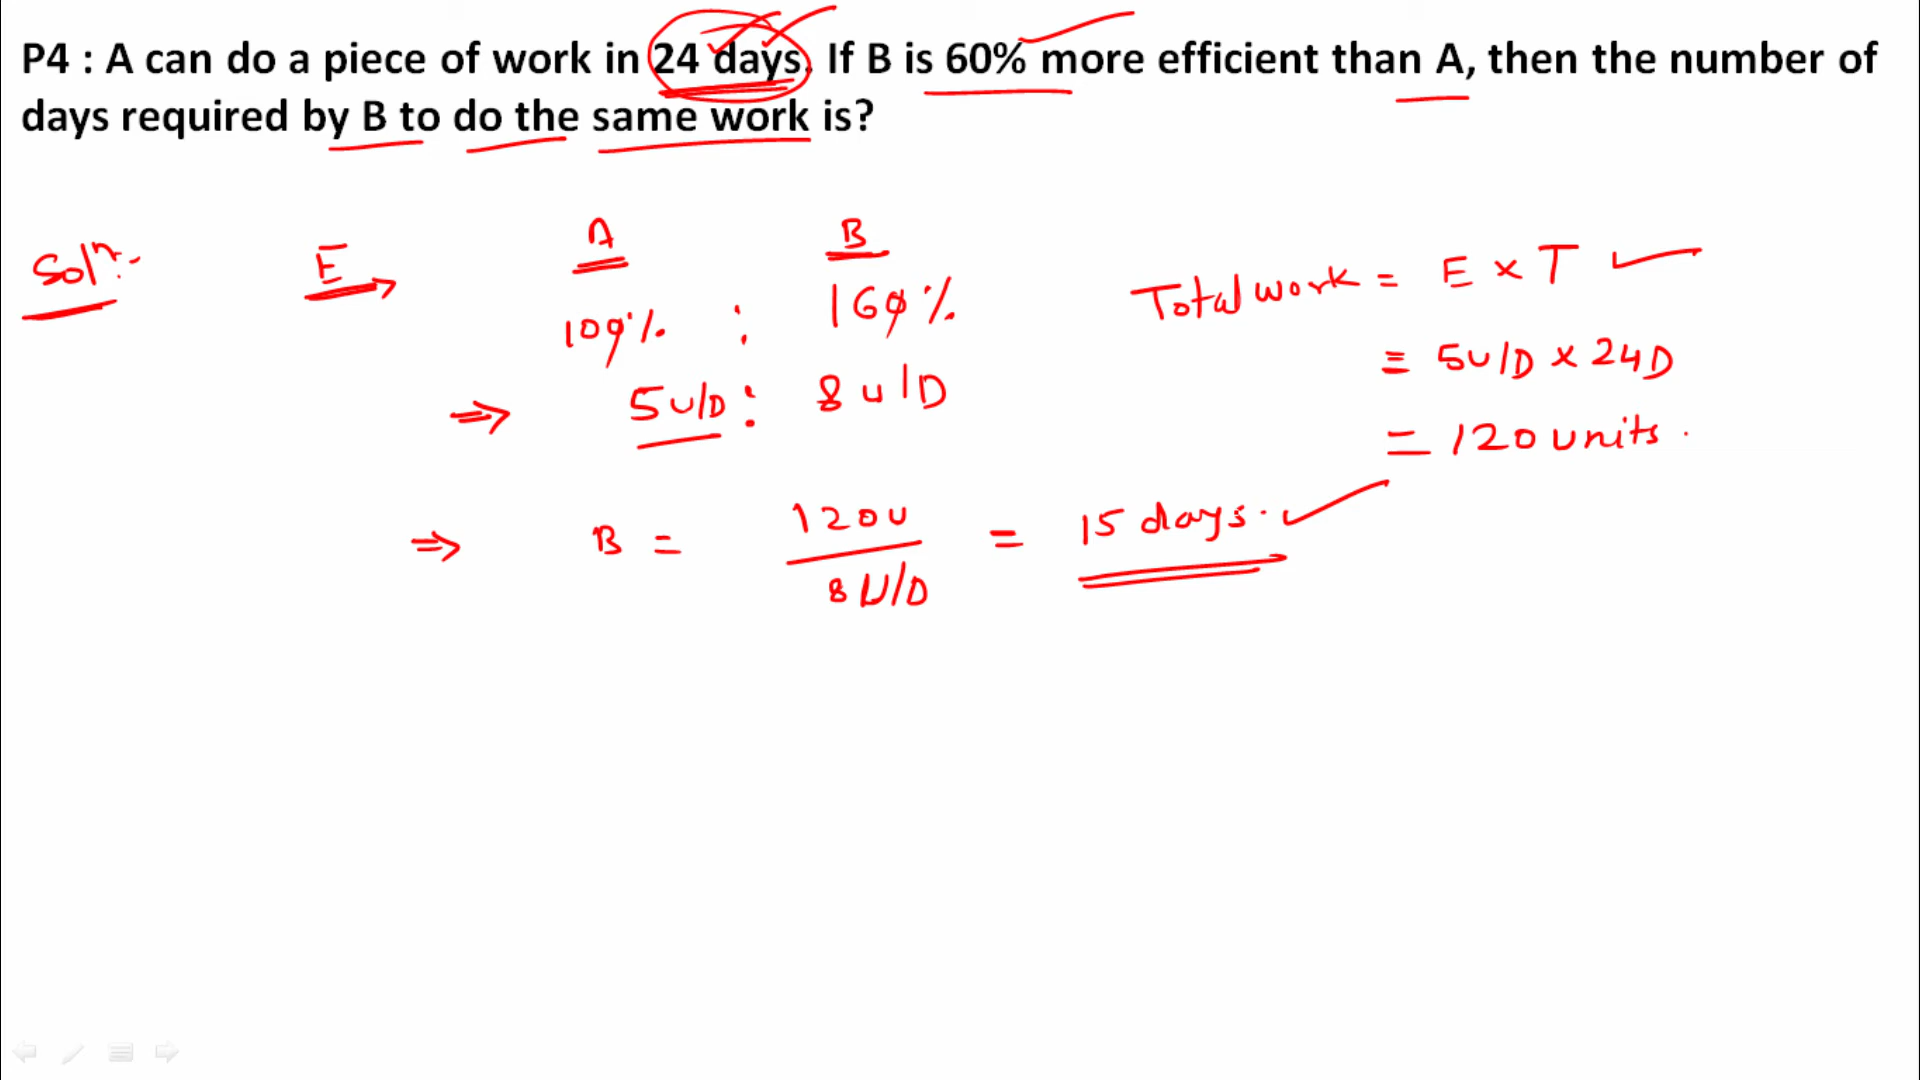 P4 : A can do a piece of work in 24 days. If B is 60% more efficient than A, then the number of
days required by B to do the same work is?
Solⁿ:-
E → A B
100% : 160%
⇒ 5u/D : 8u/D
Total work = E × T
= 5u/D × 24D
= 120 units.
⇒ B = 120u / 8U/D = 15 days.